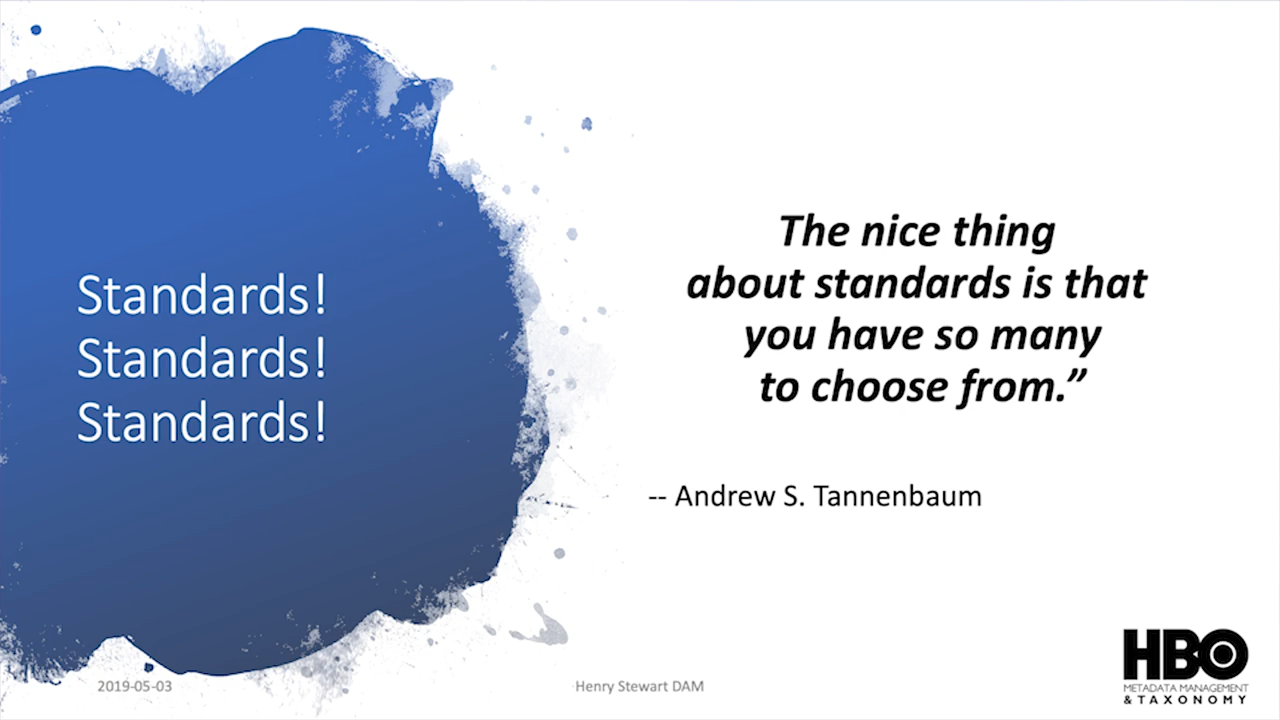 Standards!
Standards!
Standards!
The nice thing
about standards is that
you have so many
to choose from.”
-- Andrew S. Tannenbaum
2019-05-03
Henry Stewart DAM
HBO
METADATA MANAGEMENT
& TAXONOMY